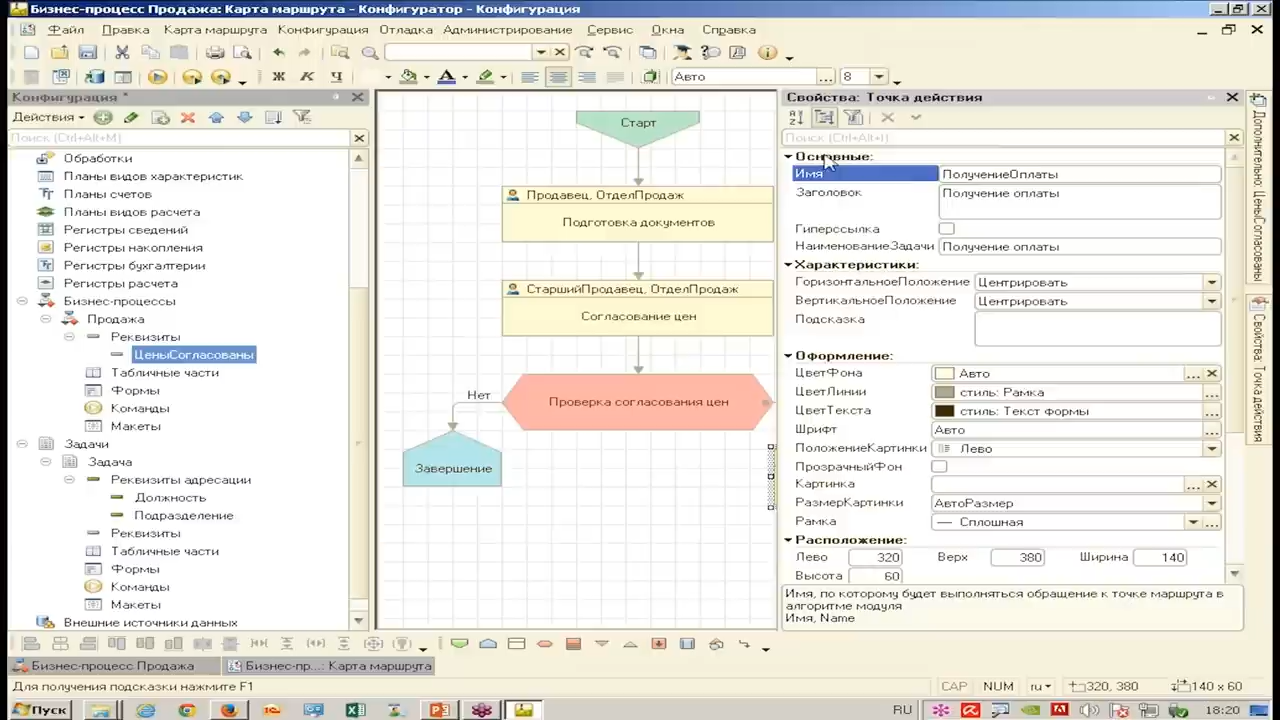 Бизнес-процесс Продажа: Карта маршрута - Конфигуратор - Конфигурация
Файл Правка Карта маршрута Конфигурация Отладка Администрирование Сервис Окна Справка
Ж К Ч А Авто ... 8
Конфигурация *
Действия
Поиск (Ctrl+Alt+M)
Обработки
Планы видов характеристик
Планы счетов
Планы видов расчета
Регистры сведений
Регистры накопления
Регистры бухгалтерии
Регистры расчета
Бизнес-процессы
Продажа
Реквизиты
ЦеныСогласованы
Табличные части
Формы
Команды
Макеты
Задачи
Задача
Реквизиты адресации
Должность
Подразделение
Реквизиты
Табличные части
Формы
Команды
Макеты
Внешние источники данных
Старт
Продавец, ОтделПродаж
Подготовка документов
СтаршийПродавец, ОтделПродаж
Согласование цен
Нет
Проверка согласования цен
Завершение
Свойства: Точка действия
Поиск (Ctrl+Alt+I)
Основные:
Имя ПолучениеОплаты
Заголовок Получение оплаты
Гиперссылка
НаименованиеЗадачи Получение оплаты
Характеристики:
ГоризонтальноеПоложение Центрировать
ВертикальноеПоложение Центрировать
Подсказка
Оформление:
ЦветФона Авто ...
ЦветЛинии стиль: Рамка ...
ЦветТекста стиль: Текст формы ...
Шрифт Авто ...
ПоложениеКартинки Лево
ПрозрачныйФон
Картинка ...
РазмерКартинки АвтоРазмер
Рамка Сплошная ...
Расположение:
Лево 320 Верх 380 Ширина 140
Высота 60
Имя, по которому будет выполняться обращение к точке маршрута в
алгоритме модуля
Имя, Name
Дополнительно: ЦеныСогласованы
Свойства: Точка действия
Бизнес-процесс Продажа Бизнес-пр...: Карта маршрута
Для получения подсказки нажмите F1 CAP NUM ru 320, 380 140 x 60
Пуск RU 18:20